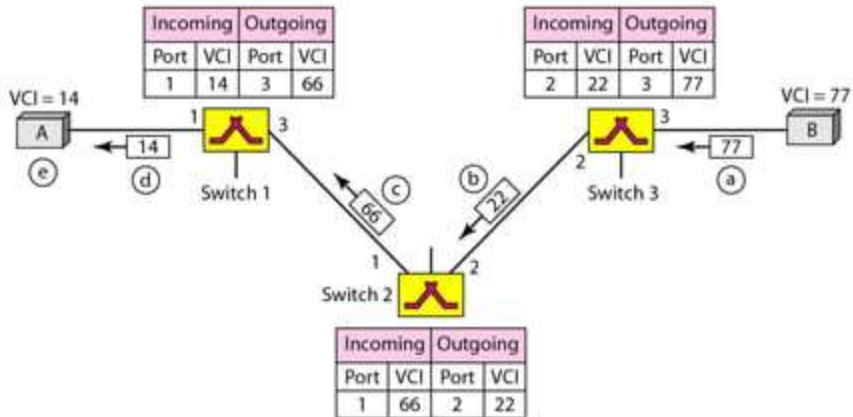 Incoming Outgoing
Port VCI Port VCI
1 14 3 66
Incoming Outgoing
Port VCI Port VCI
2 22 3 77
VCI = 14
A
e
14
d
1
3
Switch 1
66
c
22
b
2
3
Switch 3
77
a
VCI = 77
B
1
2
Switch 2
Incoming Outgoing
Port VCI Port VCI
1 66 2 22